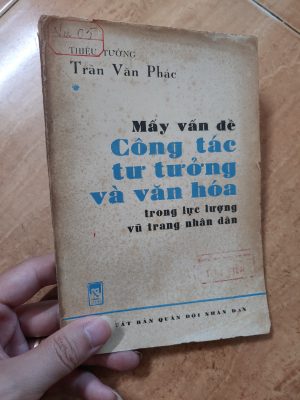 THIẾU TƯỚNG
Trần Văn Phác
Mấy vấn đề
Công tác
tư tưởng
và văn hóa
trong lực lượng
vũ trang nhân dân
XUẤT BẢN QUÂN ĐỘI NHÂN DÂN